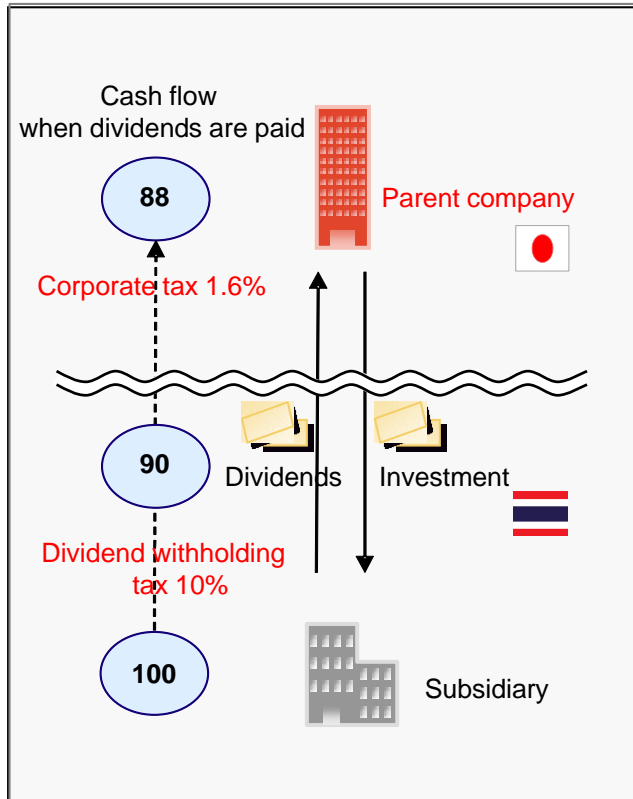 Cash flow
when dividends are paid
88
Parent company
Corporate tax 1.6%
90
Dividends
Investment
Dividend withholding
tax 10%
100
Subsidiary